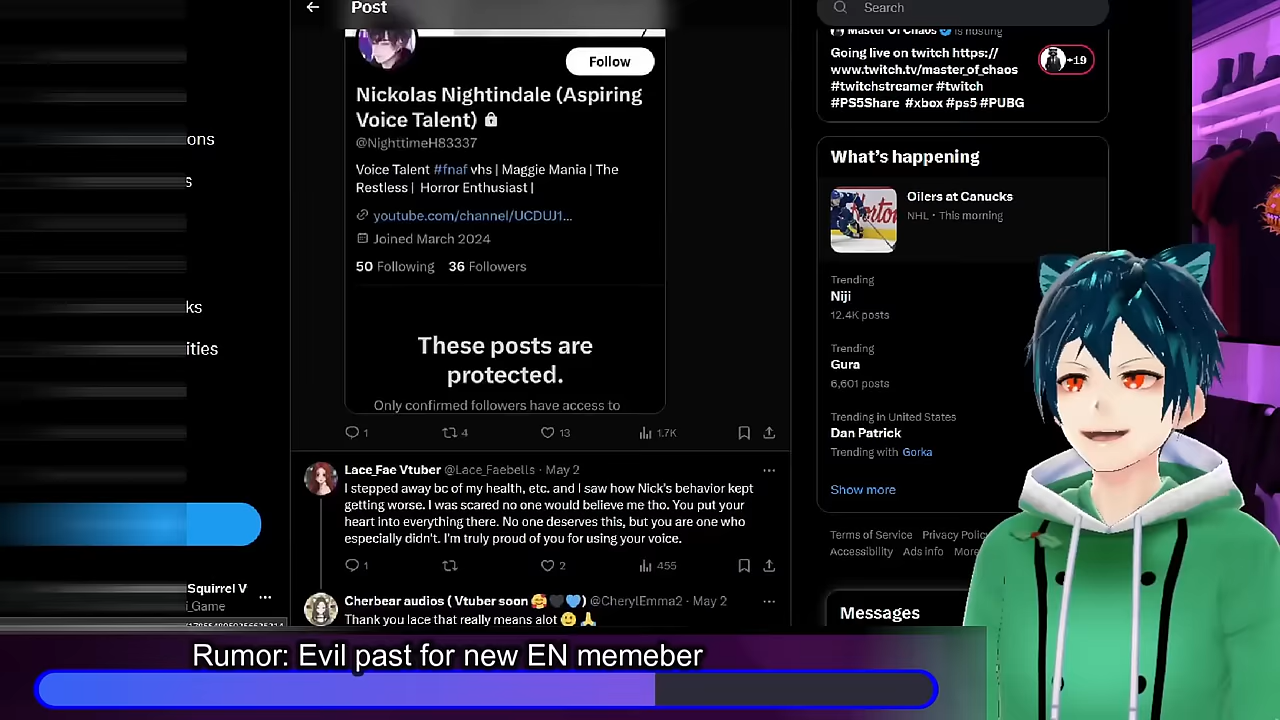 Post
Search
Follow
Nickolas Nightindale (Aspiring
Voice Talent)
@NighttimeH83337
Voice Talent #fnaf vhs | Maggie Mania | The
Restless | Horror Enthusiast |
youtube.com/channel/UCDUJ1...
Joined March 2024
50 Following 36 Followers
These posts are
protected.
Only confirmed followers have access to
1 4 13 1.7K
Lace_Fae Vtuber @Lace_Faebells · May 2
I stepped away bc of my health, etc. and I saw how Nick's behavior kept
getting worse. I was scared no one would believe me tho. You put your
heart into everything there. No one deserves this, but you are one who
especially didn't. I'm truly proud of you for using your voice.
1 2 455
Cherbear audios ( Vtuber soon 🥰🖤💙) @CherylEmma2 · May 2
Thank you lace that really means alot 🙂 🙏
ons
s
ks
ities
Squirrel V
_Game
Master Of Chaos is hosting
Going live on twitch https://
www.twitch.tv/master_of_chaos
#twitchstreamer #twitch
#PS5Share #xbox #ps5 #PUBG
+19
What's happening
Oilers at Canucks
NHL · This morning
Trending
Niji
12.4K posts
Trending
Gura
6,601 posts
Trending in United States
Dan Patrick
Trending with Gorka
Show more
Terms of Service Privacy Polic
Accessibility Ads info More
Messages
Rumor: Evil past for new EN memeber